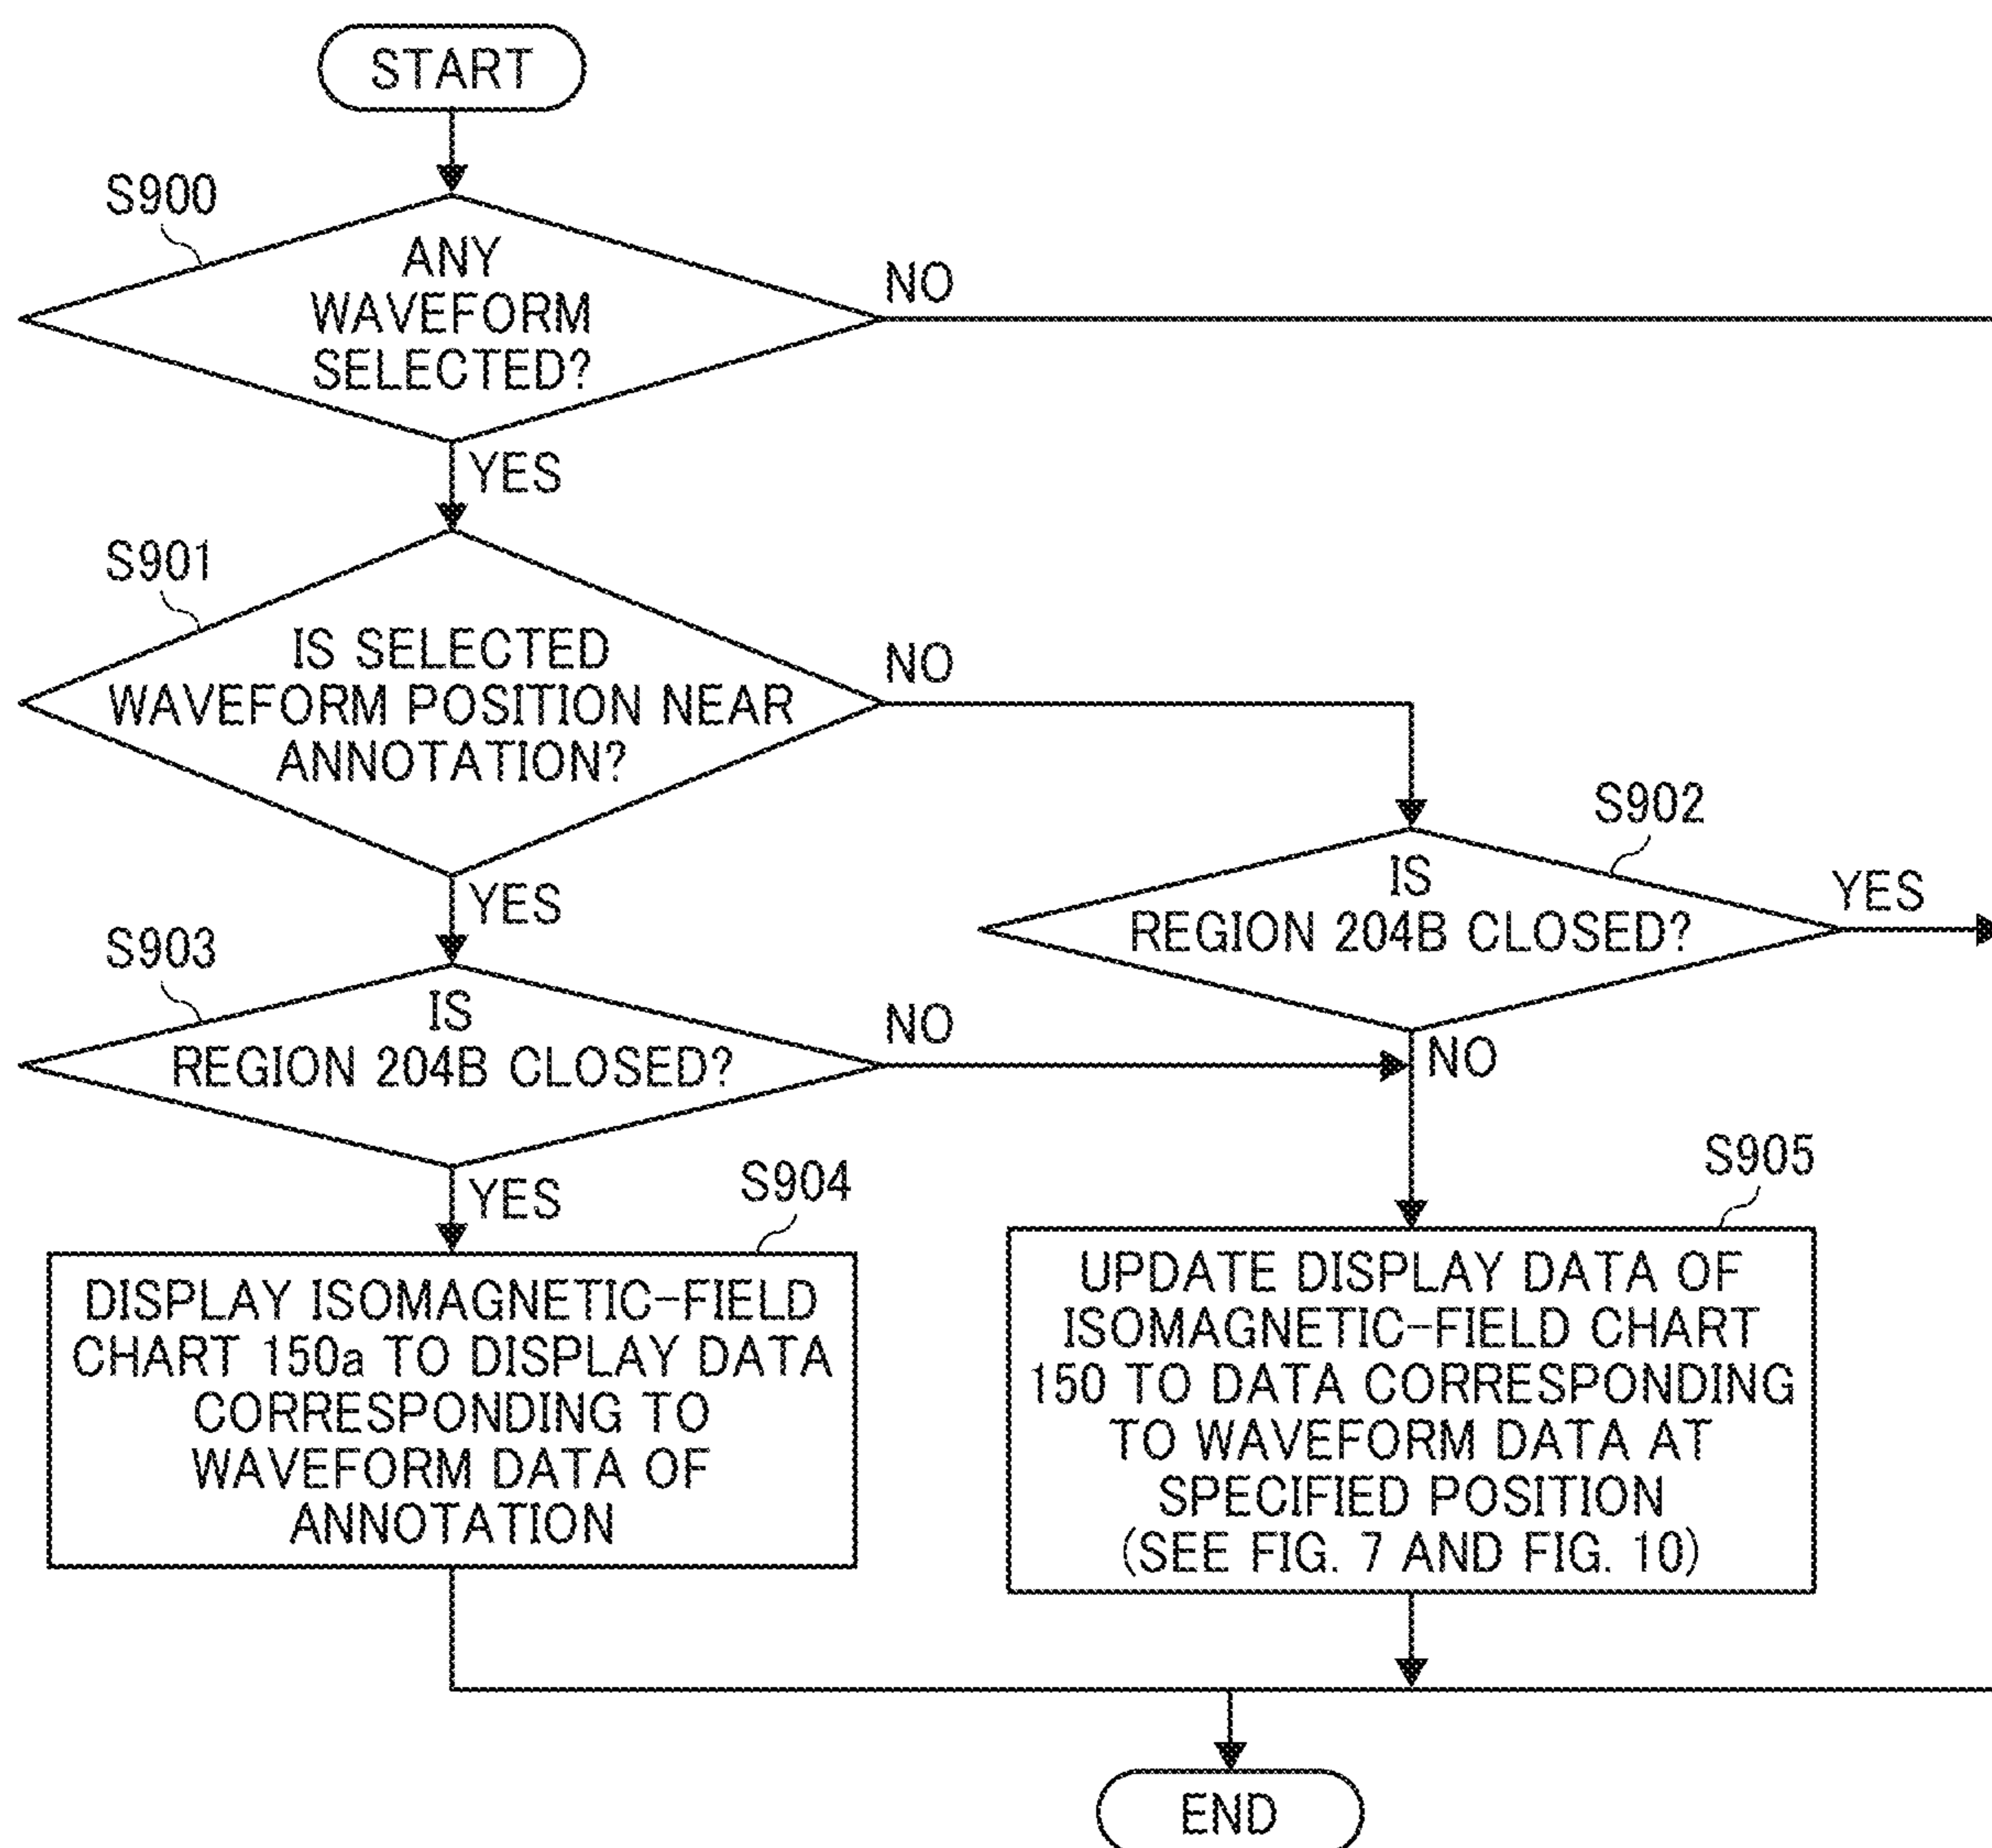 START
S900
ANY
WAVEFORM
SELECTED?
NO
YES
S901
IS SELECTED
WAVEFORM POSITION NEAR
ANNOTATION?
NO
YES
S902
IS
REGION 204B CLOSED?
YES
NO
S903
IS
REGION 204B CLOSED?
NO
YES
S904
DISPLAY ISOMAGNETIC-FIELD
CHART 150a TO DISPLAY DATA
CORRESPONDING TO
WAVEFORM DATA OF
ANNOTATION
S905
UPDATE DISPLAY DATA OF
ISOMAGNETIC-FIELD CHART
150 TO DATA CORRESPONDING
TO WAVEFORM DATA AT
SPECIFIED POSITION
(SEE FIG. 7 AND FIG. 10)
END